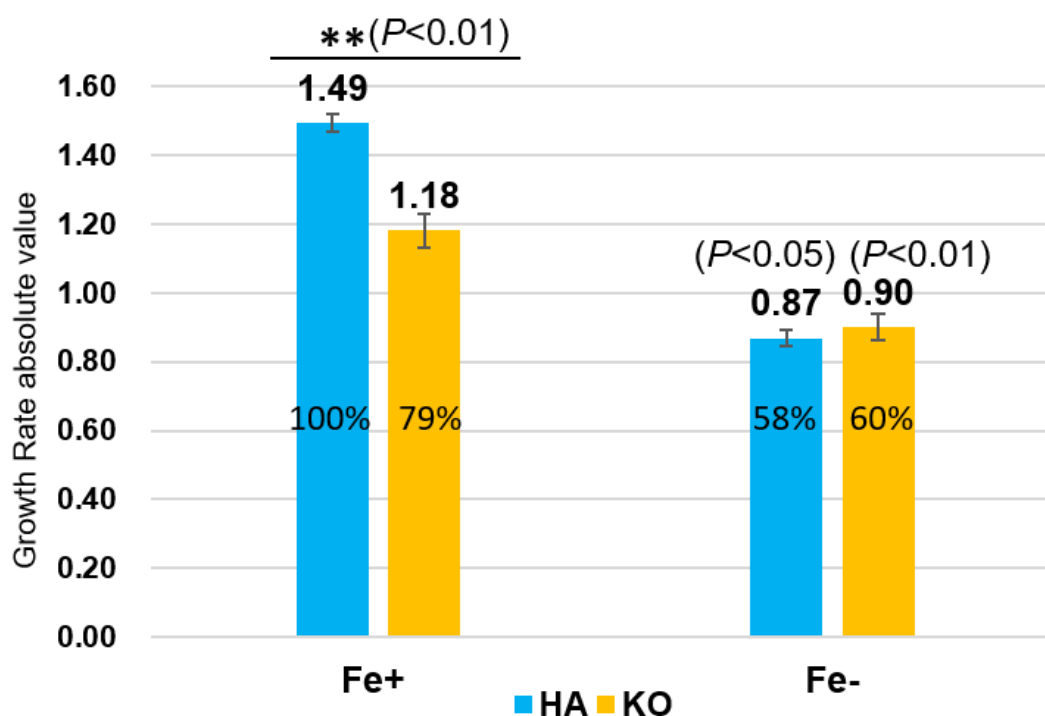 **(P<0.01)
1.60
1.49
1.40
1.18
1.20
(P<0.05) (P<0.01)
1.00
0.87 0.90
0.80
100% 79% 58% 60%
0.60
0.40
0.20
0.00
Growth Rate absolute value
Fe+ Fe-
HA KO